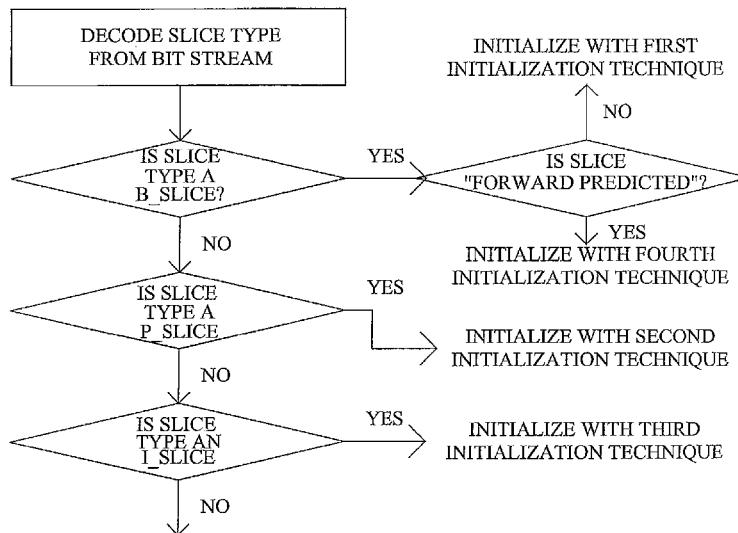 DECODE SLICE TYPE
FROM BIT STREAM
INITIALIZE WITH FIRST
INITIALIZATION TECHNIQUE
NO
IS SLICE
TYPE A
B_SLICE?
YES
IS SLICE
"FORWARD PREDICTED"?
NO
YES
INITIALIZE WITH FOURTH
INITIALIZATION TECHNIQUE
IS SLICE
TYPE A
P_SLICE
YES
INITIALIZE WITH SECOND
INITIALIZATION TECHNIQUE
NO
IS SLICE
TYPE AN
I_SLICE
YES
INITIALIZE WITH THIRD
INITIALIZATION TECHNIQUE
NO